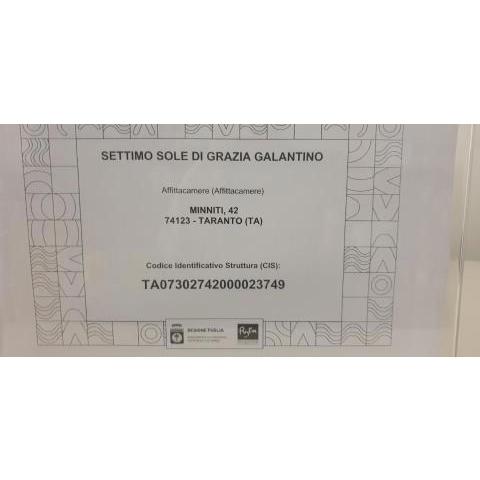 SETTIMO SOLE DI GRAZIA GALANTINO
Affittacamere (Affittacamere)
MINNITI, 42
74123 - TARANTO (TA)
Codice Identificativo Struttura (CIS):
TA07302742000023749
REGIONE PUGLIA